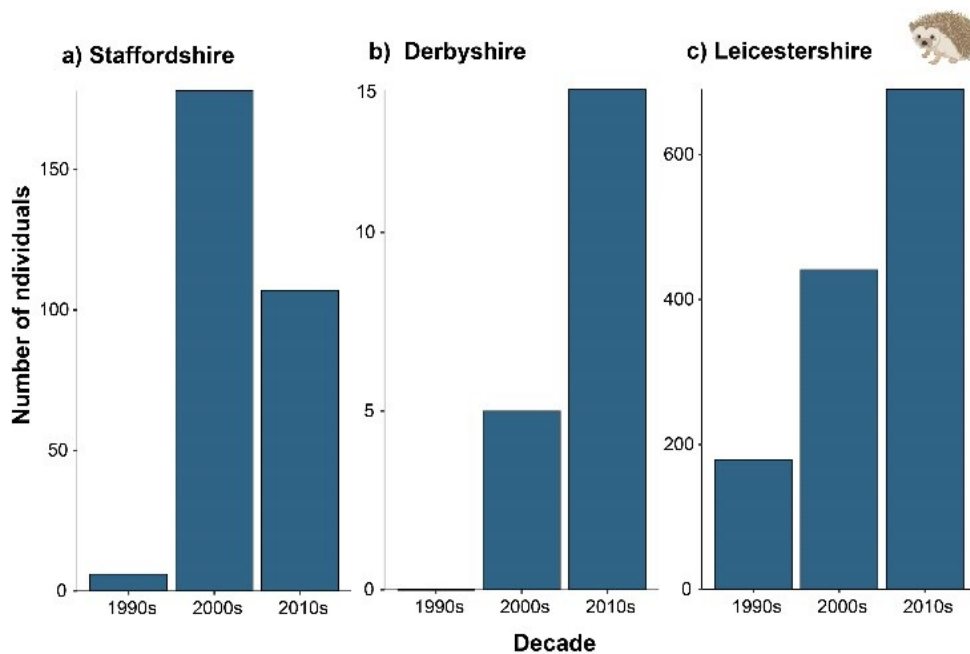 a) Staffordshire
Number of ndividuals
150
100
50
0
1990s 2000s 2010s
b) Derbyshire
15
10
5
0
1990s 2000s 2010s
c) Leicestershire
600
400
200
0
1990s 2000s 2010s
Decade